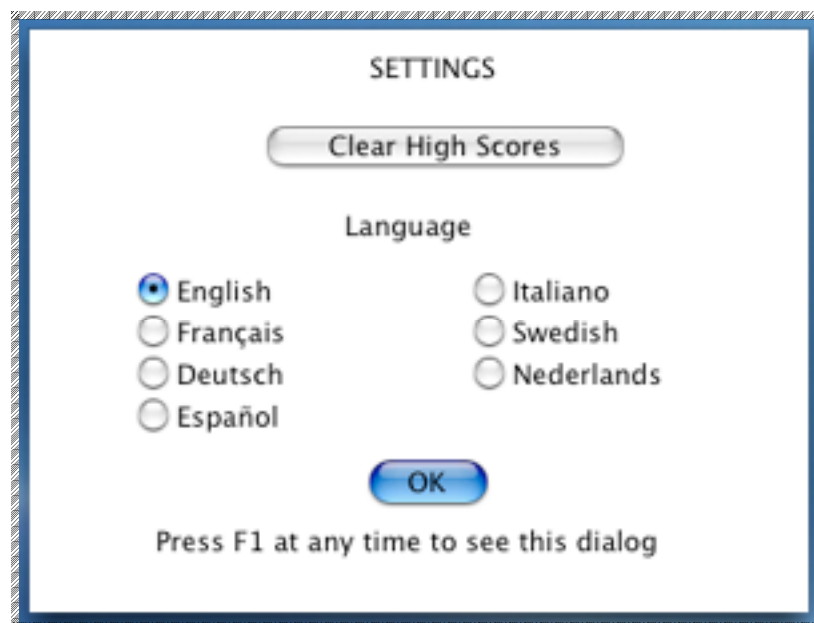 SETTINGS
Clear High Scores
Language
English
Français
Deutsch
Español
Italiano
Swedish
Nederlands
OK
Press F1 at any time to see this dialog